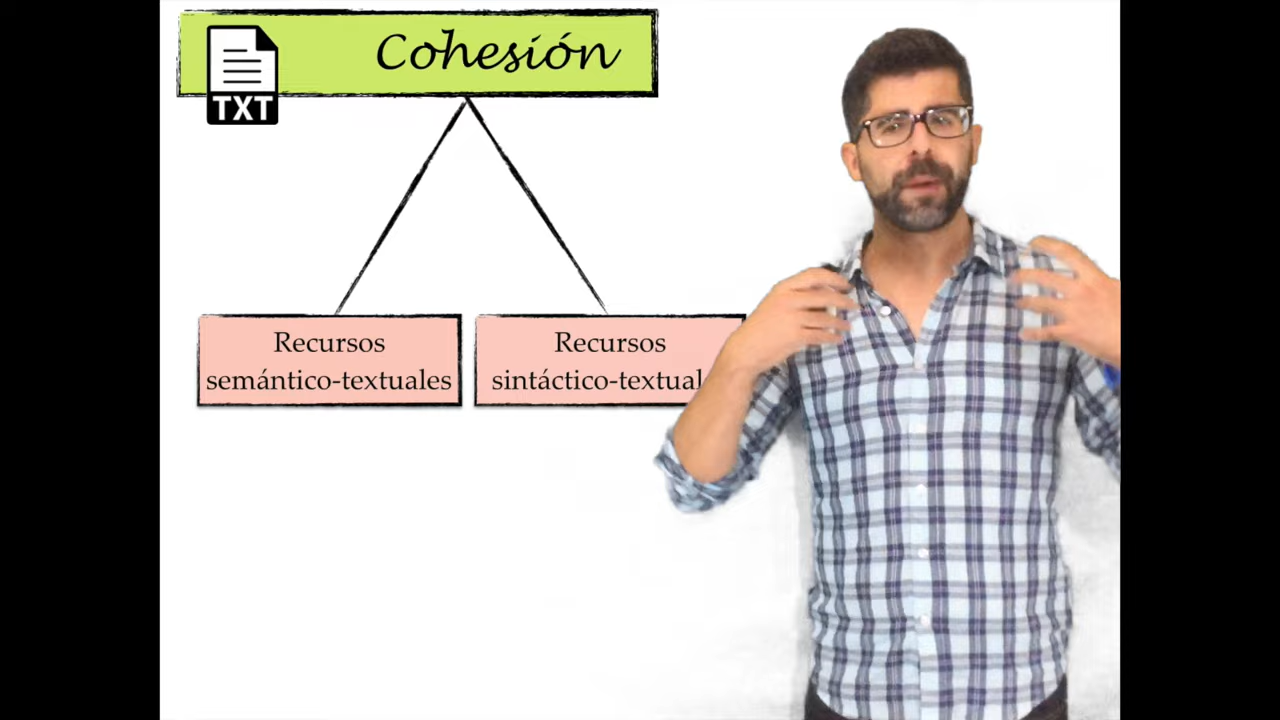 Cohesión
TXT
Recursos
semántico-textuales
Recursos
sintáctico-textual